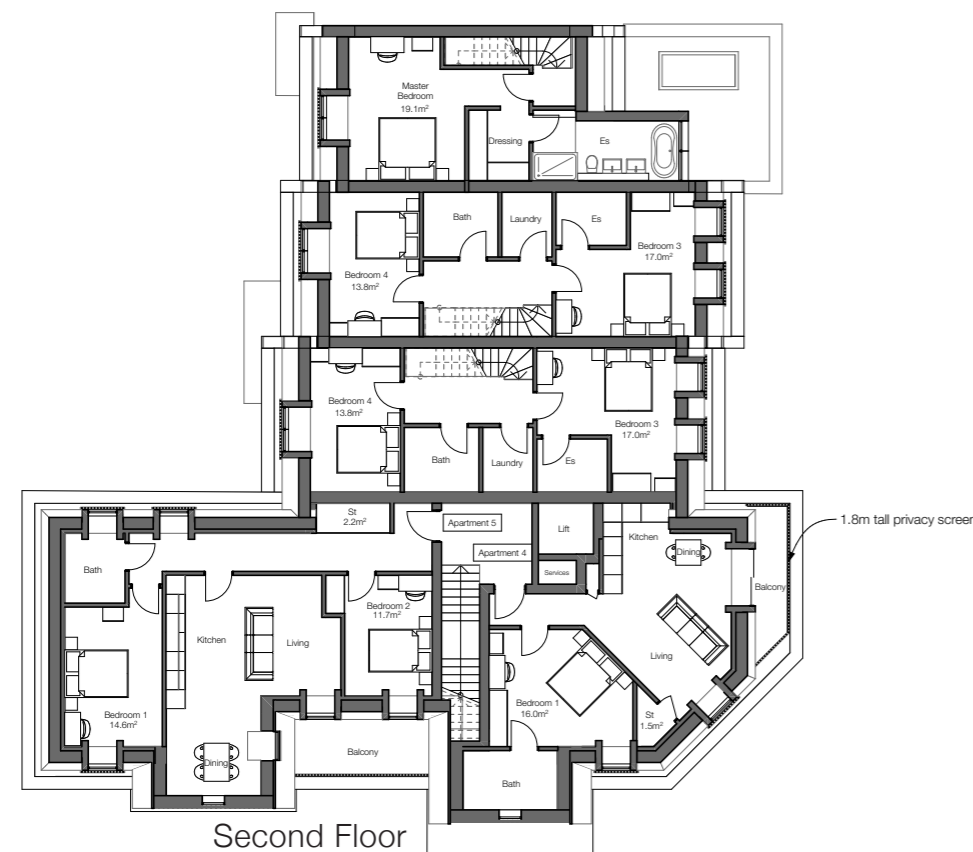 Master
Bedroom
19.1m²
Dressing
Es
Bath
Laundry
Es
Bedroom 4
13.8m²
Bedroom 3
17.0m²
Bedroom 4
13.8m²
Bedroom 3
17.0m²
Bath
Laundry
Es
St
2.2m²
Apartment 5
Lift
Kitchen
1.8m tall privacy screen
Apartment 4
Dining
Bath
Services
Balcony
Bedroom 2
11.7m²
Kitchen
Living
Living
Bedroom 1
14.6m²
Bedroom 1
16.0m²
St
1.5m²
Balcony
Dining
Bath
Second Floor